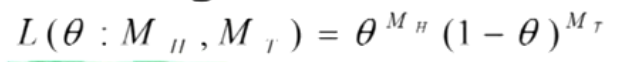 L(θ : M_H, M_T) = θ^{M_H} (1 − θ)^{M_T}